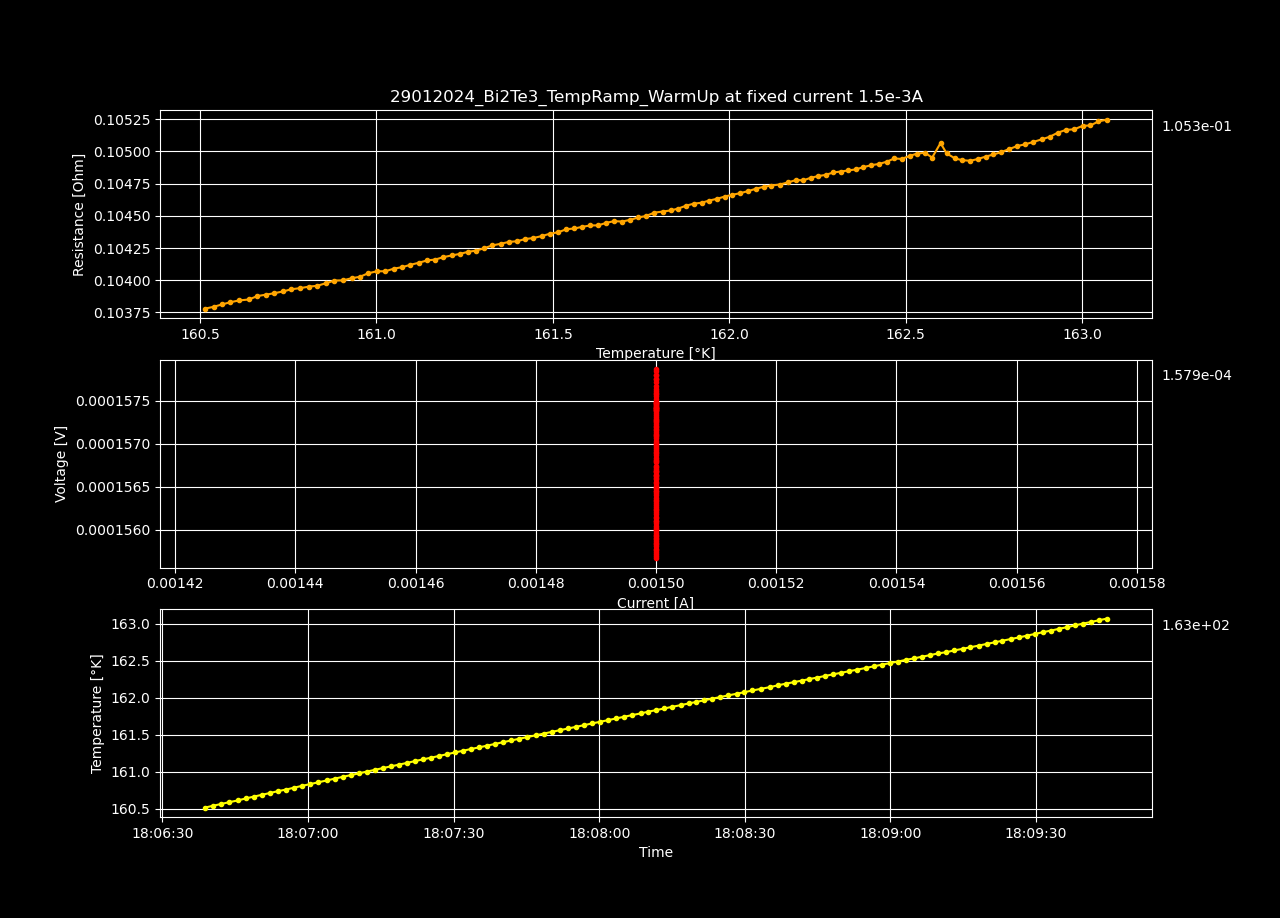 29012024_Bi2Te3_TempRamp_WarmUp at fixed current 1.5e-3A
0.10525
0.10500
0.10475
0.10450
0.10425
0.10400
0.10375
Resistance [Ohm]
1.053e-01
160.5 161.0 161.5 162.0 162.5 163.0
Temperature [°K]
0.0001575
0.0001570
0.0001565
0.0001560
Voltage [V]
1.579e-04
0.00142 0.00144 0.00146 0.00148 0.00150 0.00152 0.00154 0.00156 0.00158
Current [A]
163.0
162.5
162.0
161.5
161.0
160.5
Temperature [°K]
1.63e+02
18:06:30 18:07:00 18:07:30 18:08:00 18:08:30 18:09:00 18:09:30
Time